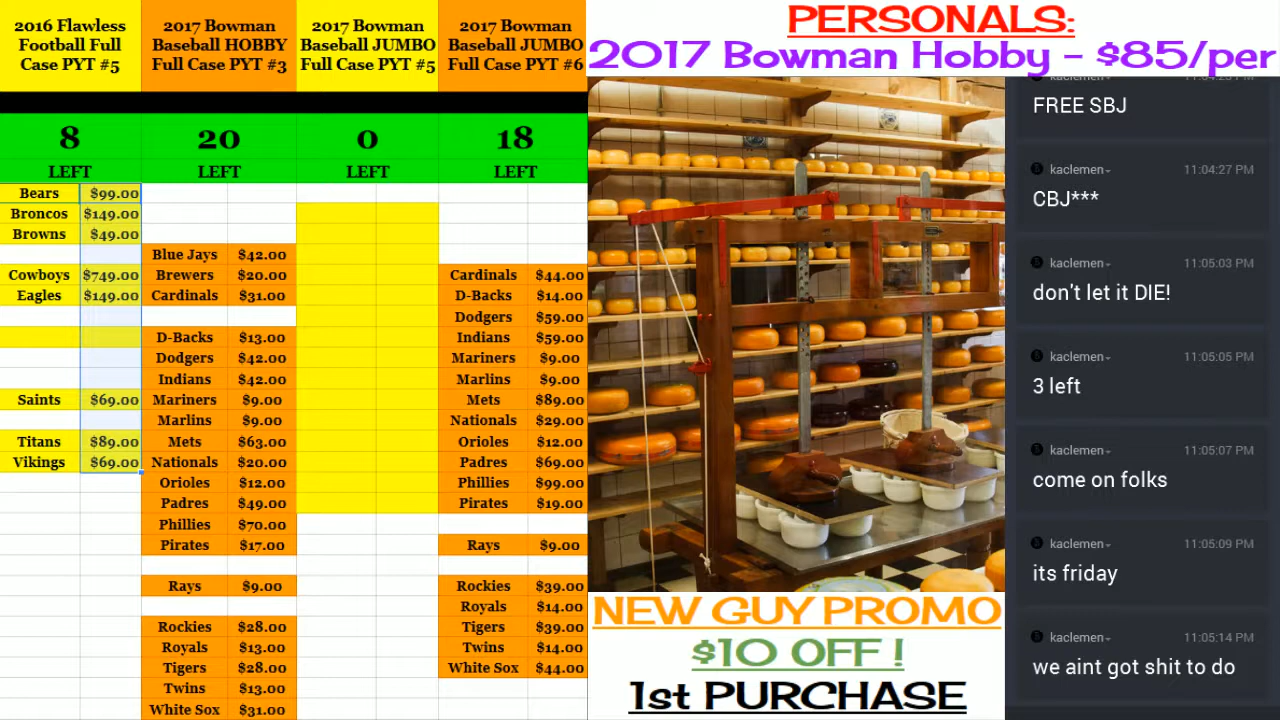 2016 Flawless
Football Full
Case PYT #5
2017 Bowman
Baseball HOBBY
Full Case PYT #3
2017 Bowman
Baseball JUMBO
Full Case PYT #5
2017 Bowman
Baseball JUMBO
Full Case PYT #6
8 20 0 18
LEFT LEFT LEFT LEFT
Bears $99.00
Broncos $149.00
Browns $49.00
Cowboys $749.00
Eagles $149.00
Saints $69.00
Titans $89.00
Vikings $69.00
Blue Jays $42.00
Brewers $20.00
Cardinals $31.00
D-Backs $13.00
Dodgers $42.00
Indians $42.00
Mariners $9.00
Marlins $9.00
Mets $63.00
Nationals $20.00
Orioles $12.00
Padres $49.00
Phillies $70.00
Pirates $17.00
Rays $9.00
Rockies $28.00
Royals $13.00
Tigers $28.00
Twins $13.00
White Sox $31.00
Cardinals $44.00
D-Backs $14.00
Dodgers $59.00
Indians $59.00
Mariners $9.00
Marlins $9.00
Mets $89.00
Nationals $29.00
Orioles $12.00
Padres $69.00
Phillies $99.00
Pirates $19.00
Rays $9.00
Rockies $39.00
Royals $14.00
Tigers $39.00
Twins $14.00
White Sox $44.00
PERSONALS:
2017 Bowman Hobby - $85/per
NEW GUY PROMO
$10 OFF !
1st PURCHASE
kaclemen 11:04:23 PM
FREE SBJ
kaclemen 11:04:27 PM
CBJ***
kaclemen 11:05:03 PM
don't let it DIE!
kaclemen 11:05:05 PM
3 left
kaclemen 11:05:07 PM
come on folks
kaclemen 11:05:09 PM
its friday
kaclemen 11:05:14 PM
we aint got shit to do